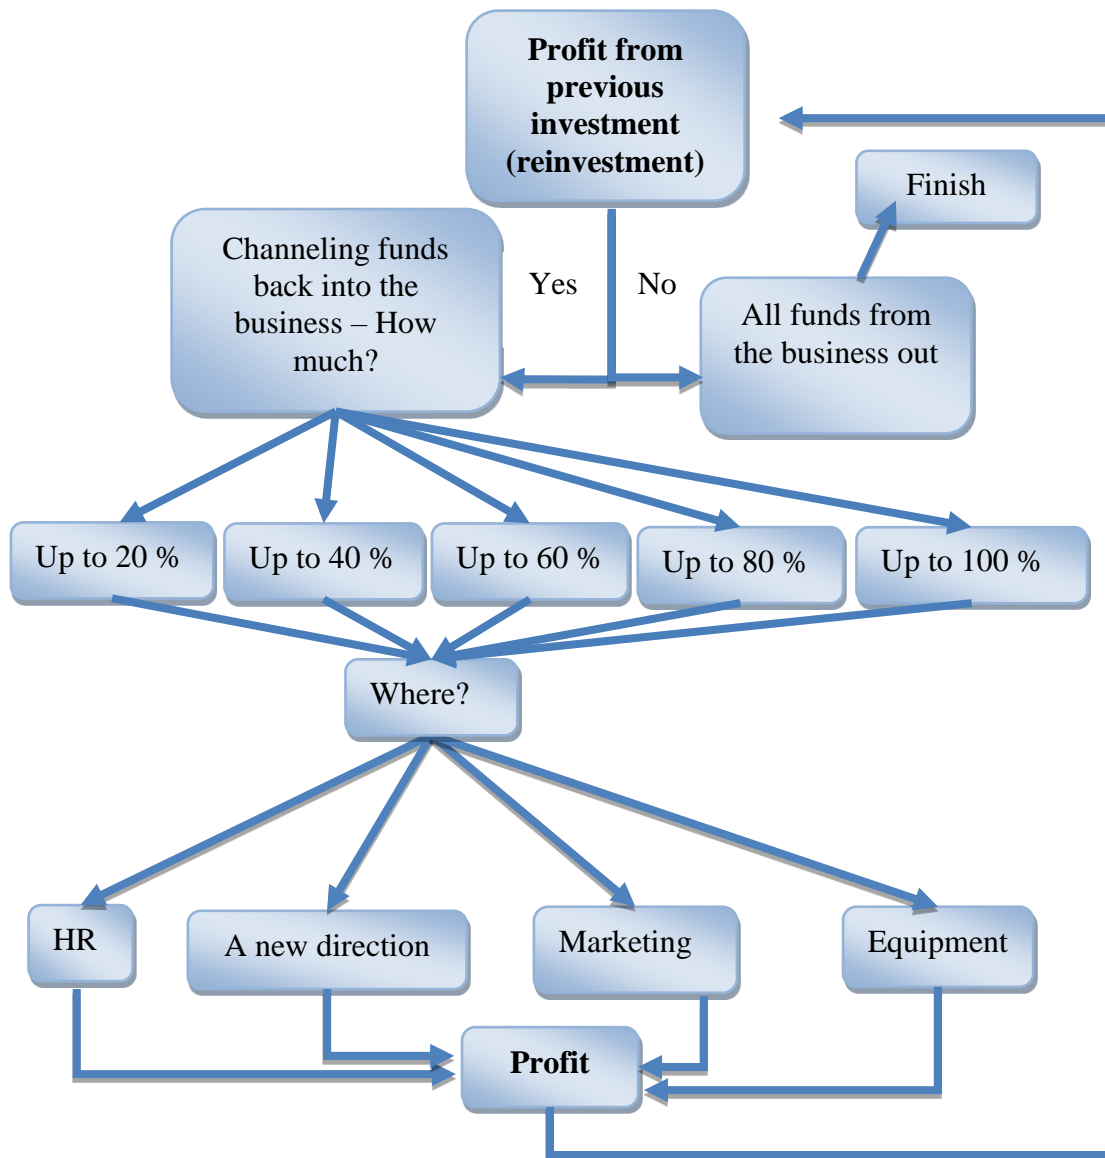 Profit from
previous
investment
(reinvestment)
Finish
Channeling funds
back into the
business – How
much?
Yes
No
All funds from
the business out
Up to 20 %
Up to 40 %
Up to 60 %
Up to 80 %
Up to 100 %
Where?
HR
A new direction
Marketing
Equipment
Profit